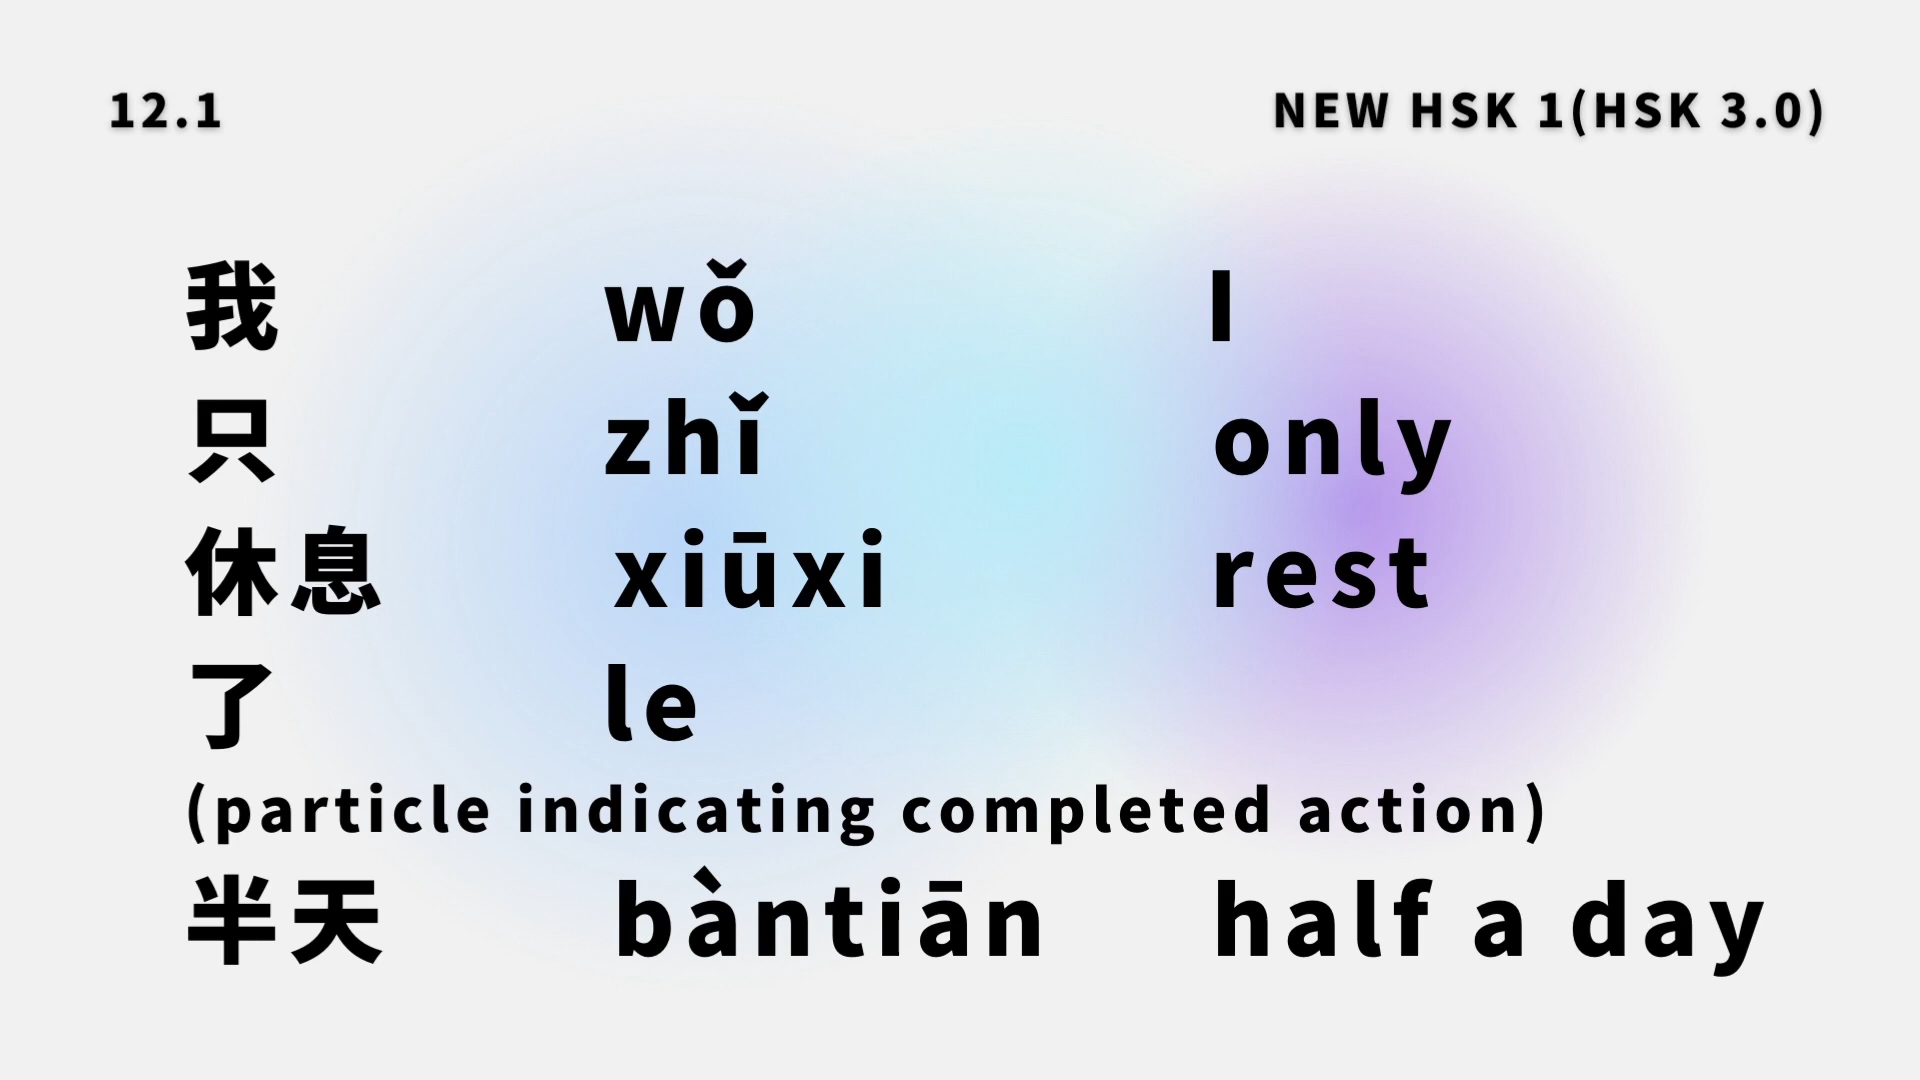 12.1 NEW HSK 1(HSK 3.0)
我 wǒ I
只 zhǐ only
休息 xiūxi rest
了 le
(particle indicating completed action)
半天 bàntiān half a day